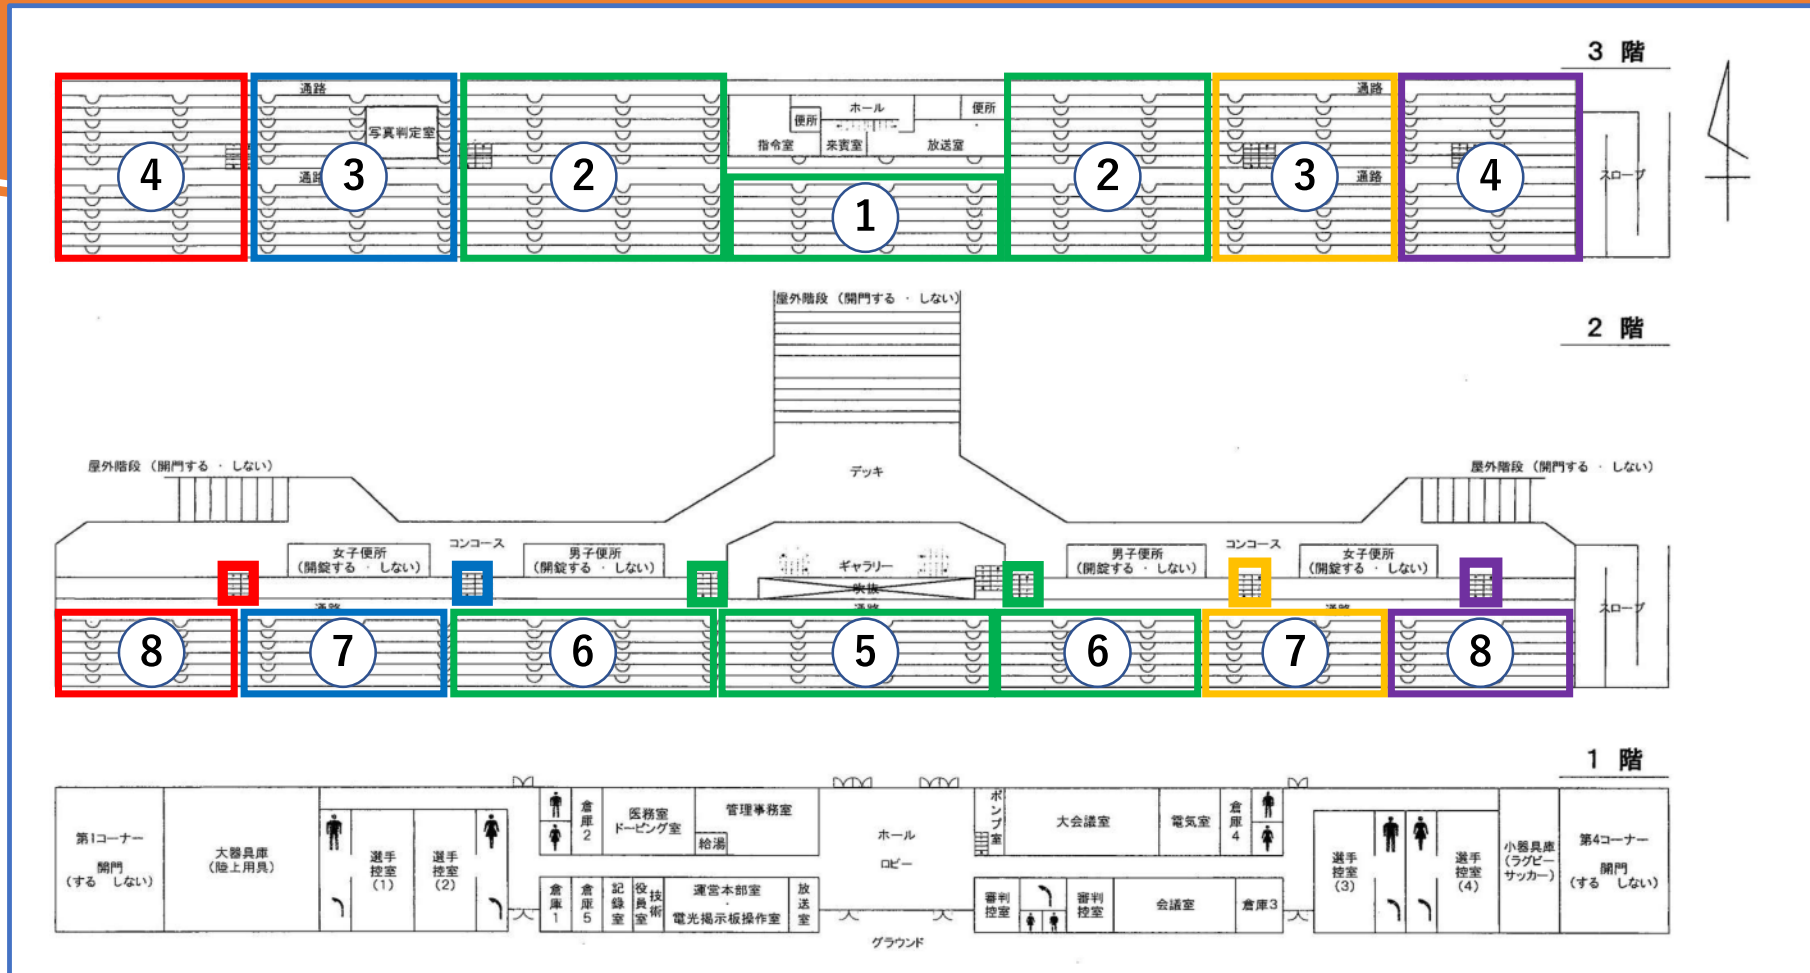 3 階
通路
通路
ホール
便所
便所
写真判定室
指令室
来賓室
放送室
4
3
2
1
2
3
4
通路
通路
スロープ
屋外階段 (開門する ・ しない)
2 階
屋外階段 (開門する ・ しない)
デッキ
屋外階段 (開門する ・ しない)
コンコース
女子便所
(開錠する ・ しない)
男子便所
(開錠する ・ しない)
ギャラリー
吹抜
男子便所
(開錠する ・ しない)
コンコース
女子便所
(開錠する ・ しない)
通路
通路
通路
スロープ
8
7
6
5
6
7
8
1 階
第1コーナー
開門
(する しない)
大器具庫
(陸上用具)
選手
控室
(1)
選手
控室
(2)
倉庫2
医務室
ドーピング室
管理事務室
給湯
ホール
ロビー
ポンプ室
大会議室
電気室
倉庫4
選手
控室
(3)
選手
控室
(4)
小器具庫
(ラグビー
サッカー)
第4コーナー
開門
(する しない)
倉庫1
倉庫5
記録室
役員室
技術
運営本部室
・
電光掲示板操作室
放送室
審判
控室
審判
控室
会議室
倉庫3
グラウンド